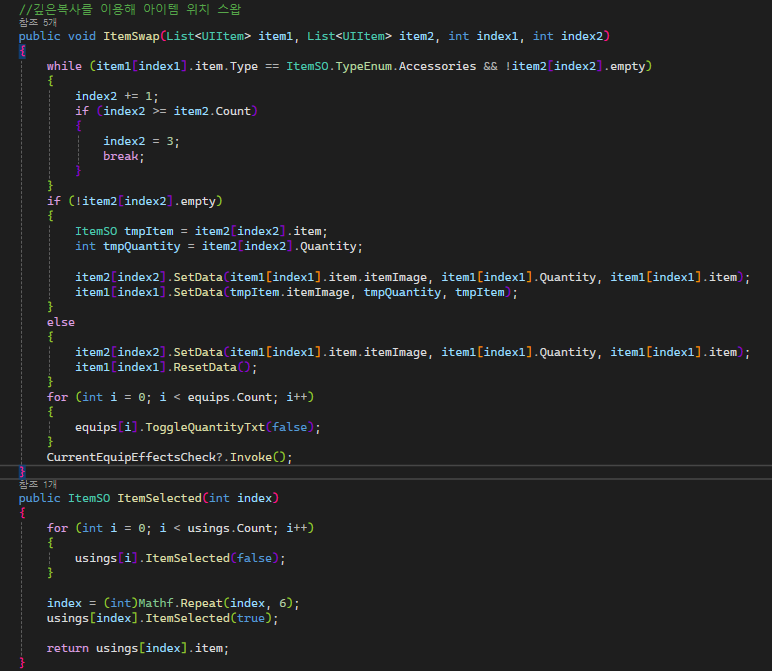 //깊은복사를 이용해 아이템 위치 스왑
참조 5개
public void ItemSwap(List<UIItem> item1, List<UIItem> item2, int index1, int index2)
{
    while (item1[index1].item.Type == ItemSO.TypeEnum.Accessories && !item2[index2].empty)
    {
        index2 += 1;
        if (index2 >= item2.Count)
        {
            index2 = 3;
            break;
        }
    }
    if (!item2[index2].empty)
    {
        ItemSO tmpItem = item2[index2].item;
        int tmpQuantity = item2[index2].Quantity;

        item2[index2].SetData(item1[index1].item.itemImage, item1[index1].Quantity, item1[index1].item);
        item1[index1].SetData(tmpItem.itemImage, tmpQuantity, tmpItem);
    }
    else
    {
        item2[index2].SetData(item1[index1].item.itemImage, item1[index1].Quantity, item1[index1].item);
        item1[index1].ResetData();
    }
    for (int i = 0; i < equips.Count; i++)
    {
        equips[i].ToggleQuantityTxt(false);
    }
    CurrentEquipEffectsCheck?.Invoke();
}
참조 1개
public ItemSO ItemSelected(int index)
{
    for (int i = 0; i < usings.Count; i++)
    {
        usings[i].ItemSelected(false);
    }

    index = (int)Mathf.Repeat(index, 6);
    usings[index].ItemSelected(true);

    return usings[index].item;
}